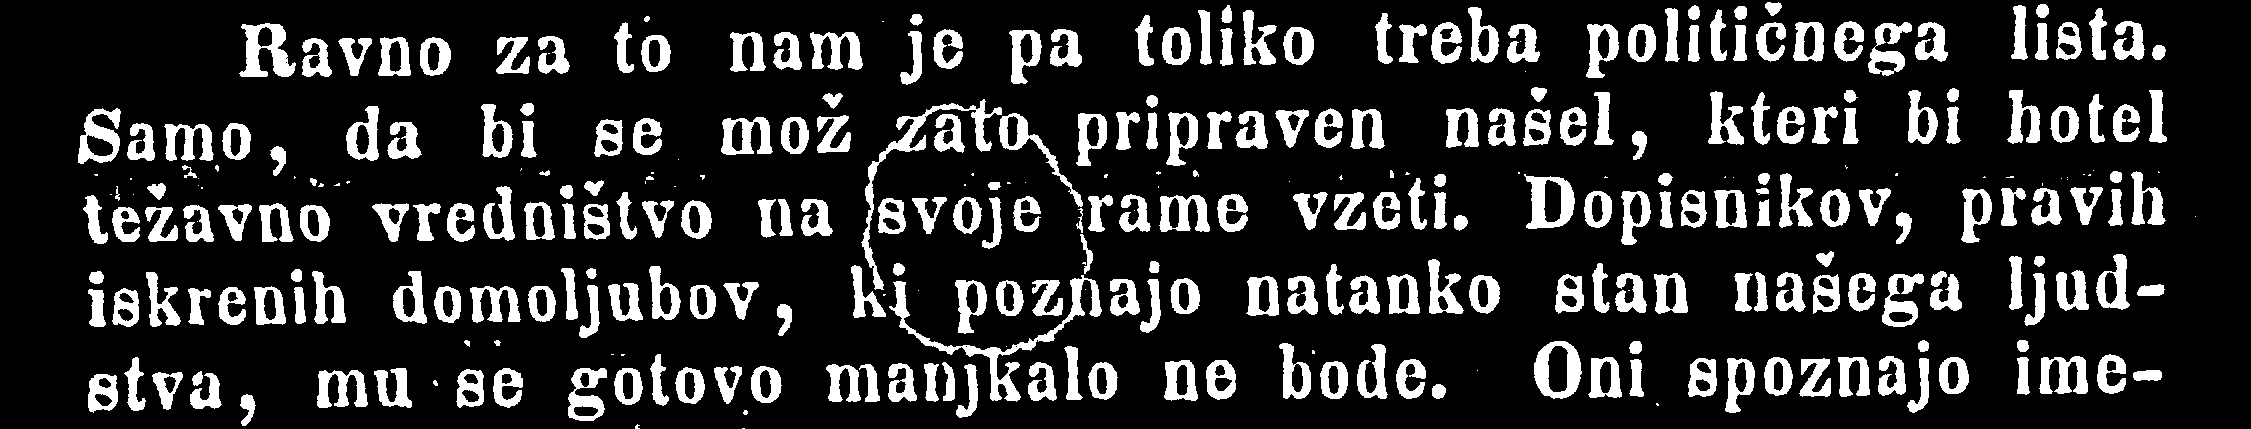 Ravno za to nam je pa toliko treba političnega lista.
Samo, da bi se mož zato pripraven našel, kteri bi hotel
težavno vredništvo na svoje rame vzeti. Dopisnikov, pravih
iskrenih domoljubov, ki poznajo natanko stan našega ljud-
stva, mu se gotovo manjkalo ne bode. Oni spoznajo ime-